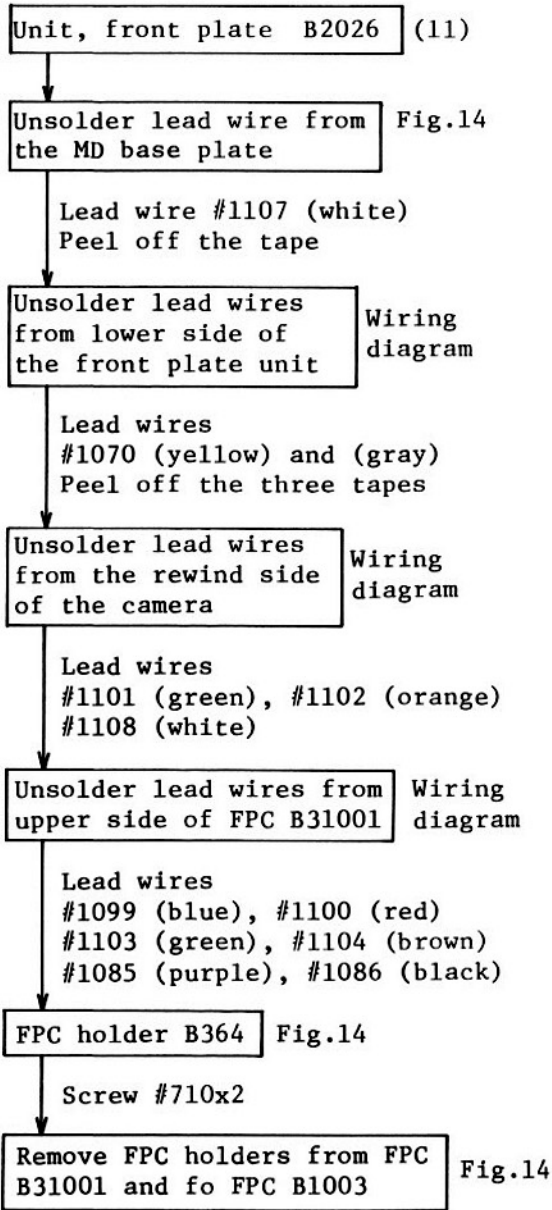 Unit, front plate B2026 (11)
Unsolder lead wire from Fig.14
the MD base plate
Lead wire #1107 (white)
Peel off the tape
Unsolder lead wires
from lower side of
the front plate unit
Wiring
diagram
Lead wires
#1070 (yellow) and (gray)
Peel off the three tapes
Unsolder lead wires
from the rewind side
of the camera
Wiring
diagram
Lead wires
#1101 (green), #1102 (orange)
#1108 (white)
Unsolder lead wires from
upper side of FPC B31001
Wiring
diagram
Lead wires
#1099 (blue), #1100 (red)
#1103 (green), #1104 (brown)
#1085 (purple), #1086 (black)
FPC holder B364 Fig.14
Screw #710x2
Remove FPC holders from FPC
B31001 and fo FPC B1003
Fig.14